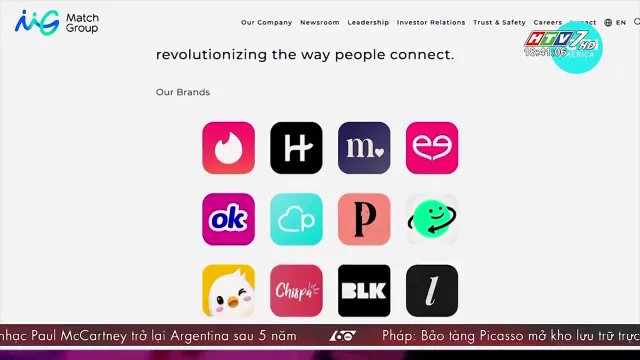 Match
Group
Our Company Newsroom Leadership Investor Relations Trust & Safety Careers EN
HTV7 HD
18:41:06
revolutionizing the way people connect.
Our Brands
H m.
ok p P
Chispa BLK l
nhạc Paul McCartney trở lại Argentina sau 5 năm
Pháp: Bảo tàng Picasso mở kho lưu trữ trực